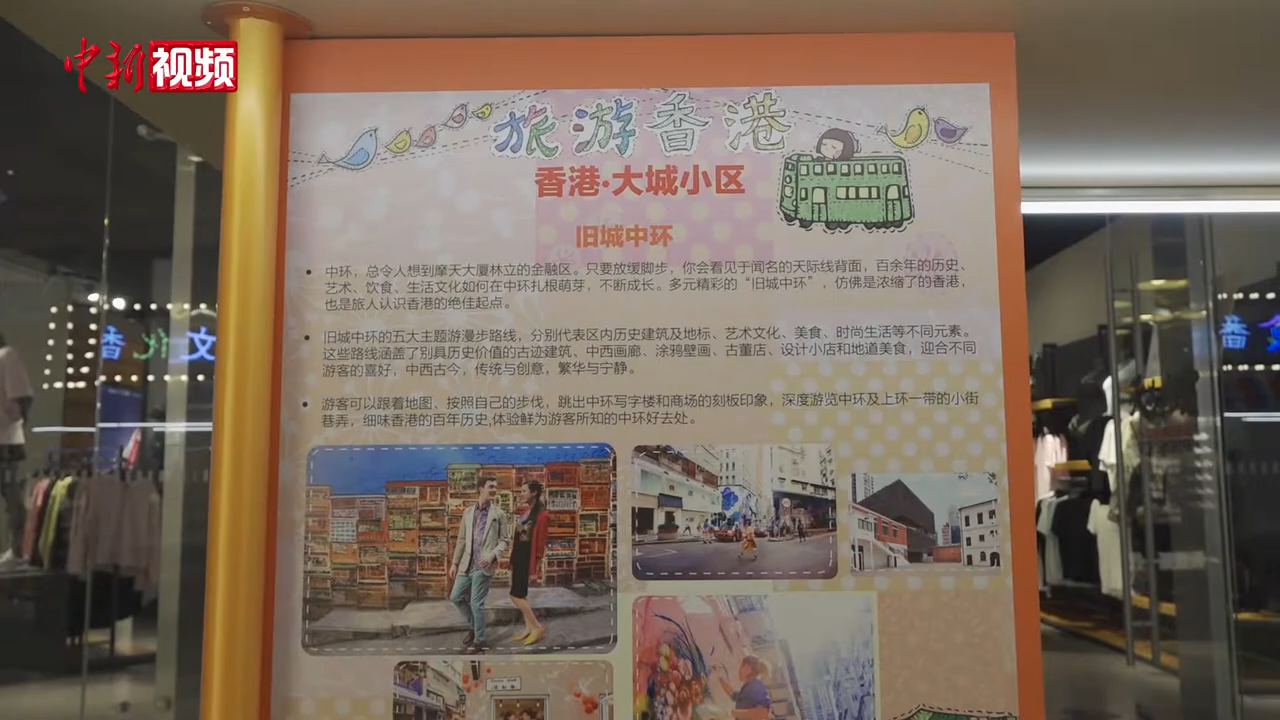 中新视频
旅游香港
香港·大城小区
旧城中环
• 中环，总令人想到摩天大厦林立的金融区。只要放缓脚步，你会看见于闻名的天际线背面，百余年的历史、
艺术、饮食、生活文化如何在中环扎根萌芽，不断成长。多元精彩的“旧城中环”，仿佛是浓缩了的香港，
也是旅人认识香港的绝佳起点。
• 旧城中环的五大主题游漫步路线，分别代表区内历史建筑及地标、艺术文化、美食、时尚生活等不同元素。
这些路线涵盖了别具历史价值的古迹建筑、中西画廊、涂鸦壁画、古董店、设计小店和地道美食，迎合不同
游客的喜好，中西古今，传统与创意，繁华与宁静。
• 游客可以跟着地图、按照自己的步伐，跳出中环写字楼和商场的刻板印象，深度游览中环及上环一带的小街
巷弄，细味香港的百年历史,体验鲜为游客所知的中环好去处。
香化文